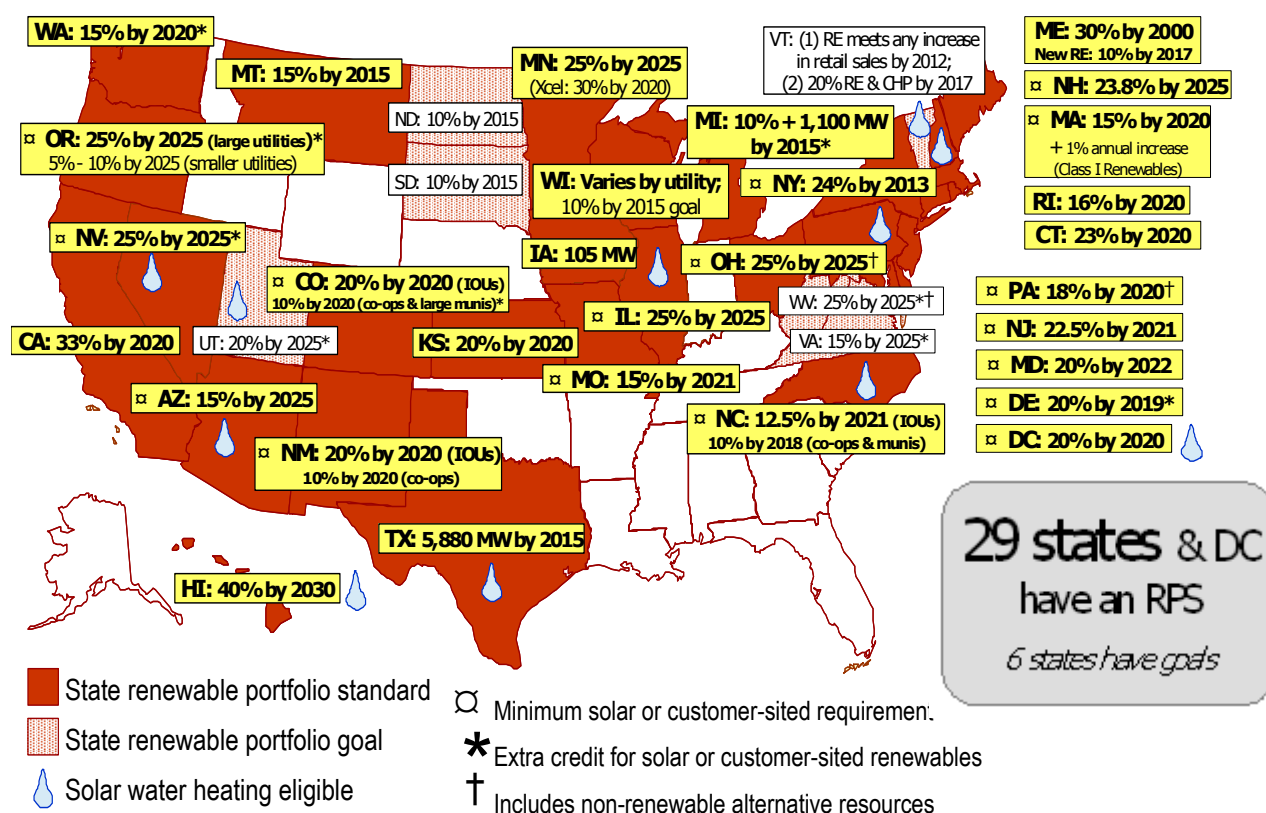 WA: 15% by 2020*
MT: 15% by 2015
MN: 25% by 2025
(Xcel: 30% by 2020)
VT: (1) RE meets any increase
in retail sales by 2012;
(2) 20% RE & CHP by 2017
ME: 30% by 2000
New RE: 10% by 2017
¤ NH: 23.8% by 2025
ND: 10% by 2015
¤ OR: 25% by 2025 (large utilities)*
5% - 10% by 2025 (smaller utilities)
MI: 10% + 1,100 MW
by 2015*
¤ MA: 15% by 2020
+ 1% annual increase
(Class I Renewables)
SD: 10% by 2015
WI: Varies by utility;
10% by 2015 goal
¤ NY: 24% by 2013
RI: 16% by 2020
CT: 23% by 2020
¤ NV: 25% by 2025*
IA: 105 MW
¤ OH: 25% by 2025†
¤ CO: 20% by 2020 (IOUs)
10% by 2020 (co-ops & large munis)*
WV: 25% by 2025*†
¤ PA: 18% by 2020†
¤ IL: 25% by 2025
¤ NJ: 22.5% by 2021
CA: 33% by 2020
UT: 20% by 2025*
KS: 20% by 2020
VA: 15% by 2025*
¤ MD: 20% by 2022
¤ MO: 15% by 2021
¤ AZ: 15% by 2025
¤ DE: 20% by 2019*
¤ NC: 12.5% by 2021 (IOUs)
10% by 2018 (co-ops & munis)
¤ DC: 20% by 2020
¤ NM: 20% by 2020 (IOUs)
10% by 2020 (co-ops)
TX: 5,880 MW by 2015
HI: 40% by 2030
29 states & DC
have an RPS
6 states have goals
State renewable portfolio standard
State renewable portfolio goal
Solar water heating eligible
¤ Minimum solar or customer-sited requirement
* Extra credit for solar or customer-sited renewables
† Includes non-renewable alternative resources